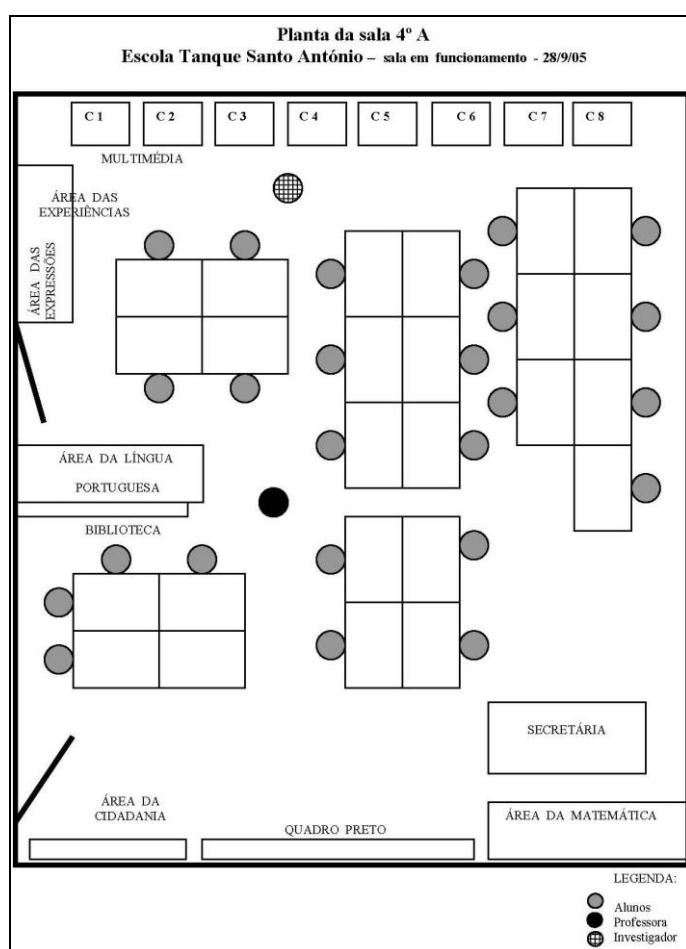 Planta da sala 4º A
Escola Tanque Santo António – sala em funcionamento - 28/9/05
C 1 C 2 C 3 C 4 C 5 C 6 C 7 C 8
MULTIMÉDIA
ÁREA DAS
EXPERIÊNCIAS
ÁREA DAS
EXPRESSÕES
ÁREA DA LÍNGUA
PORTUGUESA
BIBLIOTECA
SECRETÁRIA
ÁREA DA
CIDADANIA
QUADRO PRETO
ÁREA DA MATEMÁTICA
LEGENDA:
Alunos
Professora
Investigador